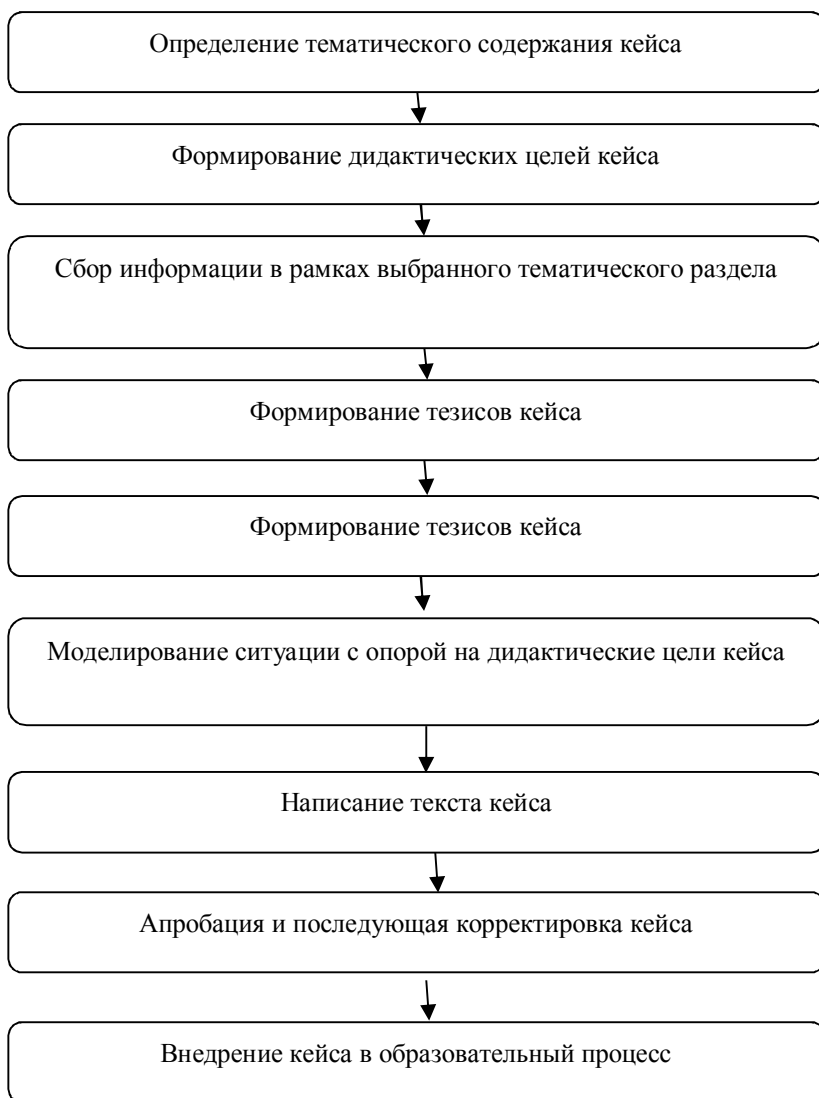 Определение тематического содержания кейса
Формирование дидактических целей кейса
Сбор информации в рамках выбранного тематического раздела
Формирование тезисов кейса
Формирование тезисов кейса
Моделирование ситуации с опорой на дидактические цели кейса
Написание текста кейса
Апробация и последующая корректировка кейса
Внедрение кейса в образовательный процесс